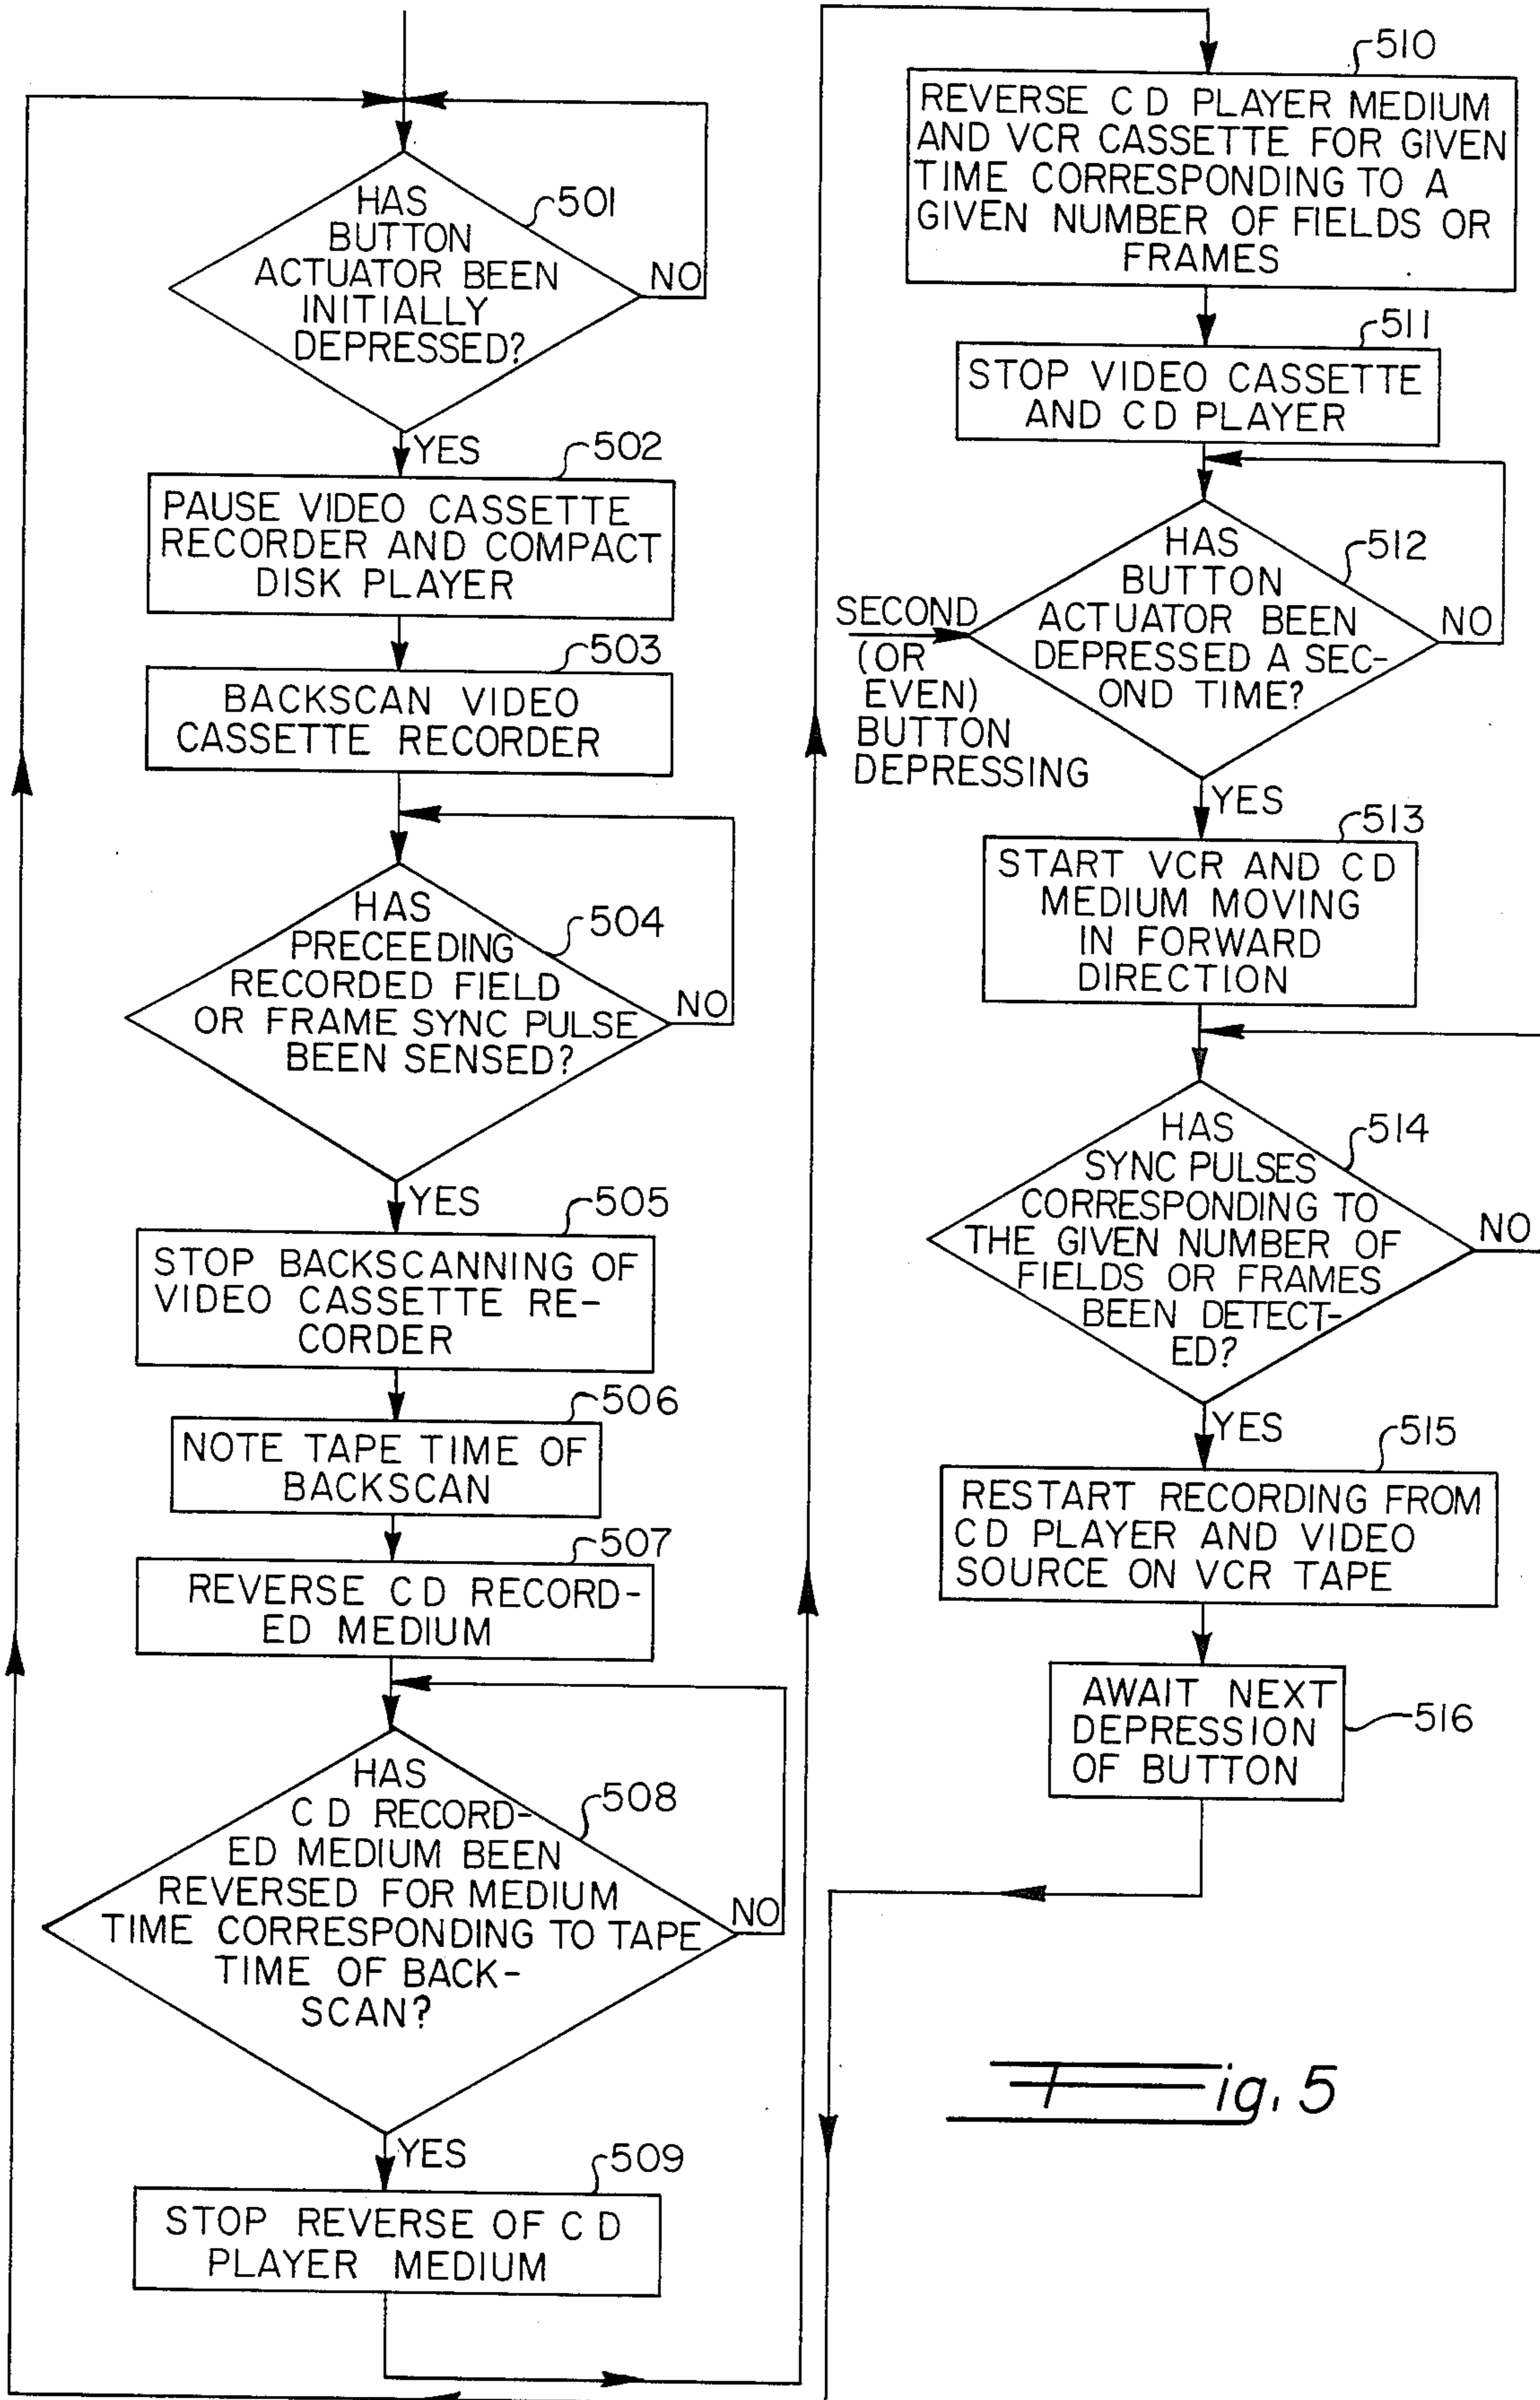 HAS
BUTTON
ACTUATOR BEEN
INITIALLY
DEPRESSED?
501
NO
YES
502
PAUSE VIDEO CASSETTE
RECORDER AND COMPACT
DISK PLAYER
503
BACKSCAN VIDEO
CASSETTE RECORDER
HAS
PRECEEDING
RECORDED FIELD
OR FRAME SYNC PULSE
BEEN SENSED?
504
NO
YES
505
STOP BACKSCANNING OF
VIDEO CASSETTE RE-
CORDER
506
NOTE TAPE TIME OF
BACKSCAN
507
REVERSE CD RECORD-
ED MEDIUM
HAS
CD RECORD-
ED MEDIUM BEEN
REVERSED FOR MEDIUM
TIME CORRESPONDING TO TAPE
TIME OF BACK-
SCAN?
508
NO
YES
509
STOP REVERSE OF CD
PLAYER MEDIUM
510
REVERSE CD PLAYER MEDIUM
AND VCR CASSETTE FOR GIVEN
TIME CORRESPONDING TO A
GIVEN NUMBER OF FIELDS OR
FRAMES
511
STOP VIDEO CASSETTE
AND CD PLAYER
HAS
BUTTON
ACTUATOR BEEN
DEPRESSED A SEC-
OND TIME?
512
NO
SECOND
(OR
EVEN)
BUTTON
DEPRESSING
YES
513
START VCR AND CD
MEDIUM MOVING
IN FORWARD
DIRECTION
HAS
SYNC PULSES
CORRESPONDING TO
THE GIVEN NUMBER OF
FIELDS OR FRAMES
BEEN DETECT-
ED?
514
NO
YES
515
RESTART RECORDING FROM
CD PLAYER AND VIDEO
SOURCE ON VCR TAPE
AWAIT NEXT
DEPRESSION
OF BUTTON
516
Fig. 5